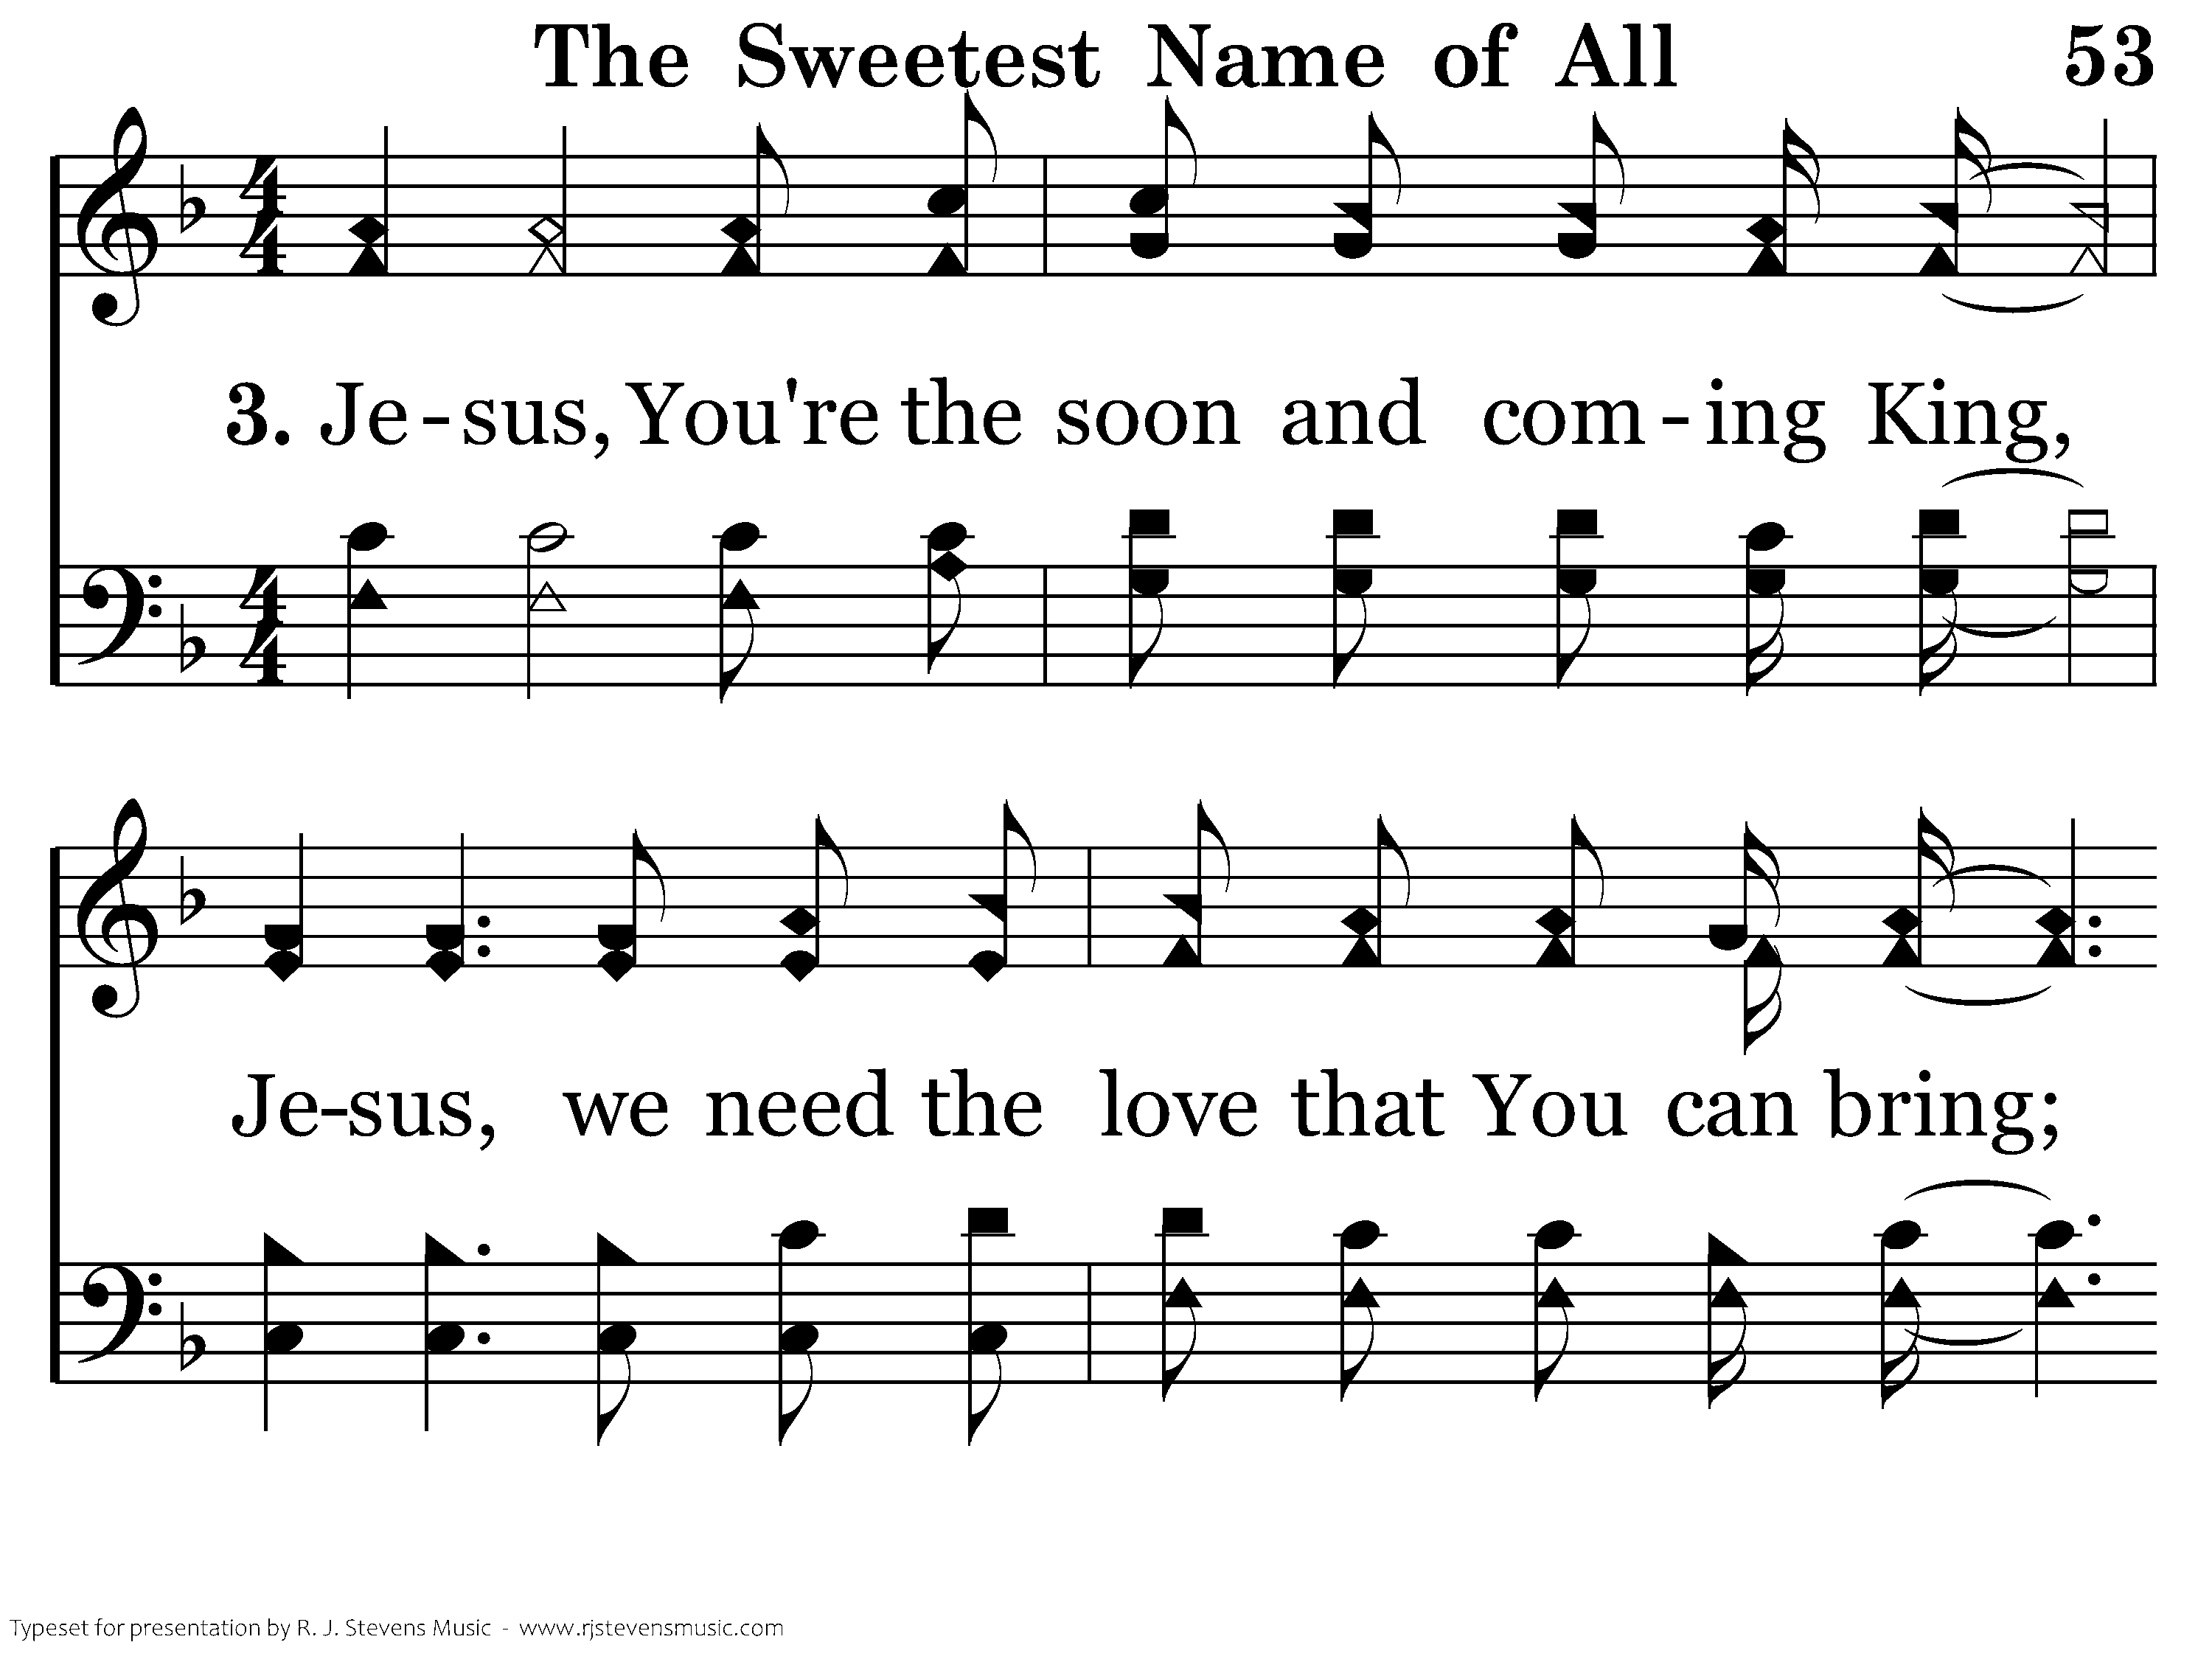 The Sweetest Name of All 53
3. Je - sus, You're the soon and com - ing King,
Je-sus, we need the love that You can bring;
Typeset for presentation by R. J. Stevens Music - www.rjstevensmusic.com